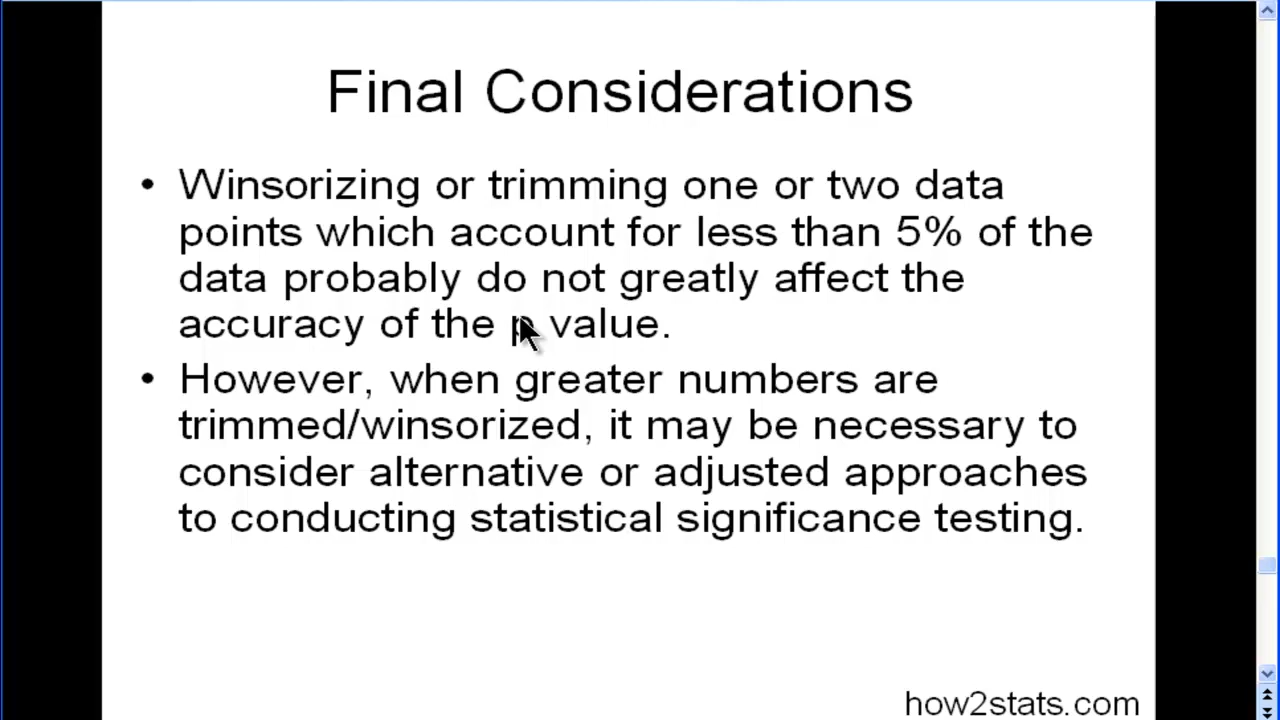 Final Considerations
• Winsorizing or trimming one or two data
points which account for less than 5% of the
data probably do not greatly affect the
accuracy of the p value.
• However, when greater numbers are
trimmed/winsorized, it may be necessary to
consider alternative or adjusted approaches
to conducting statistical significance testing.
how2stats.com